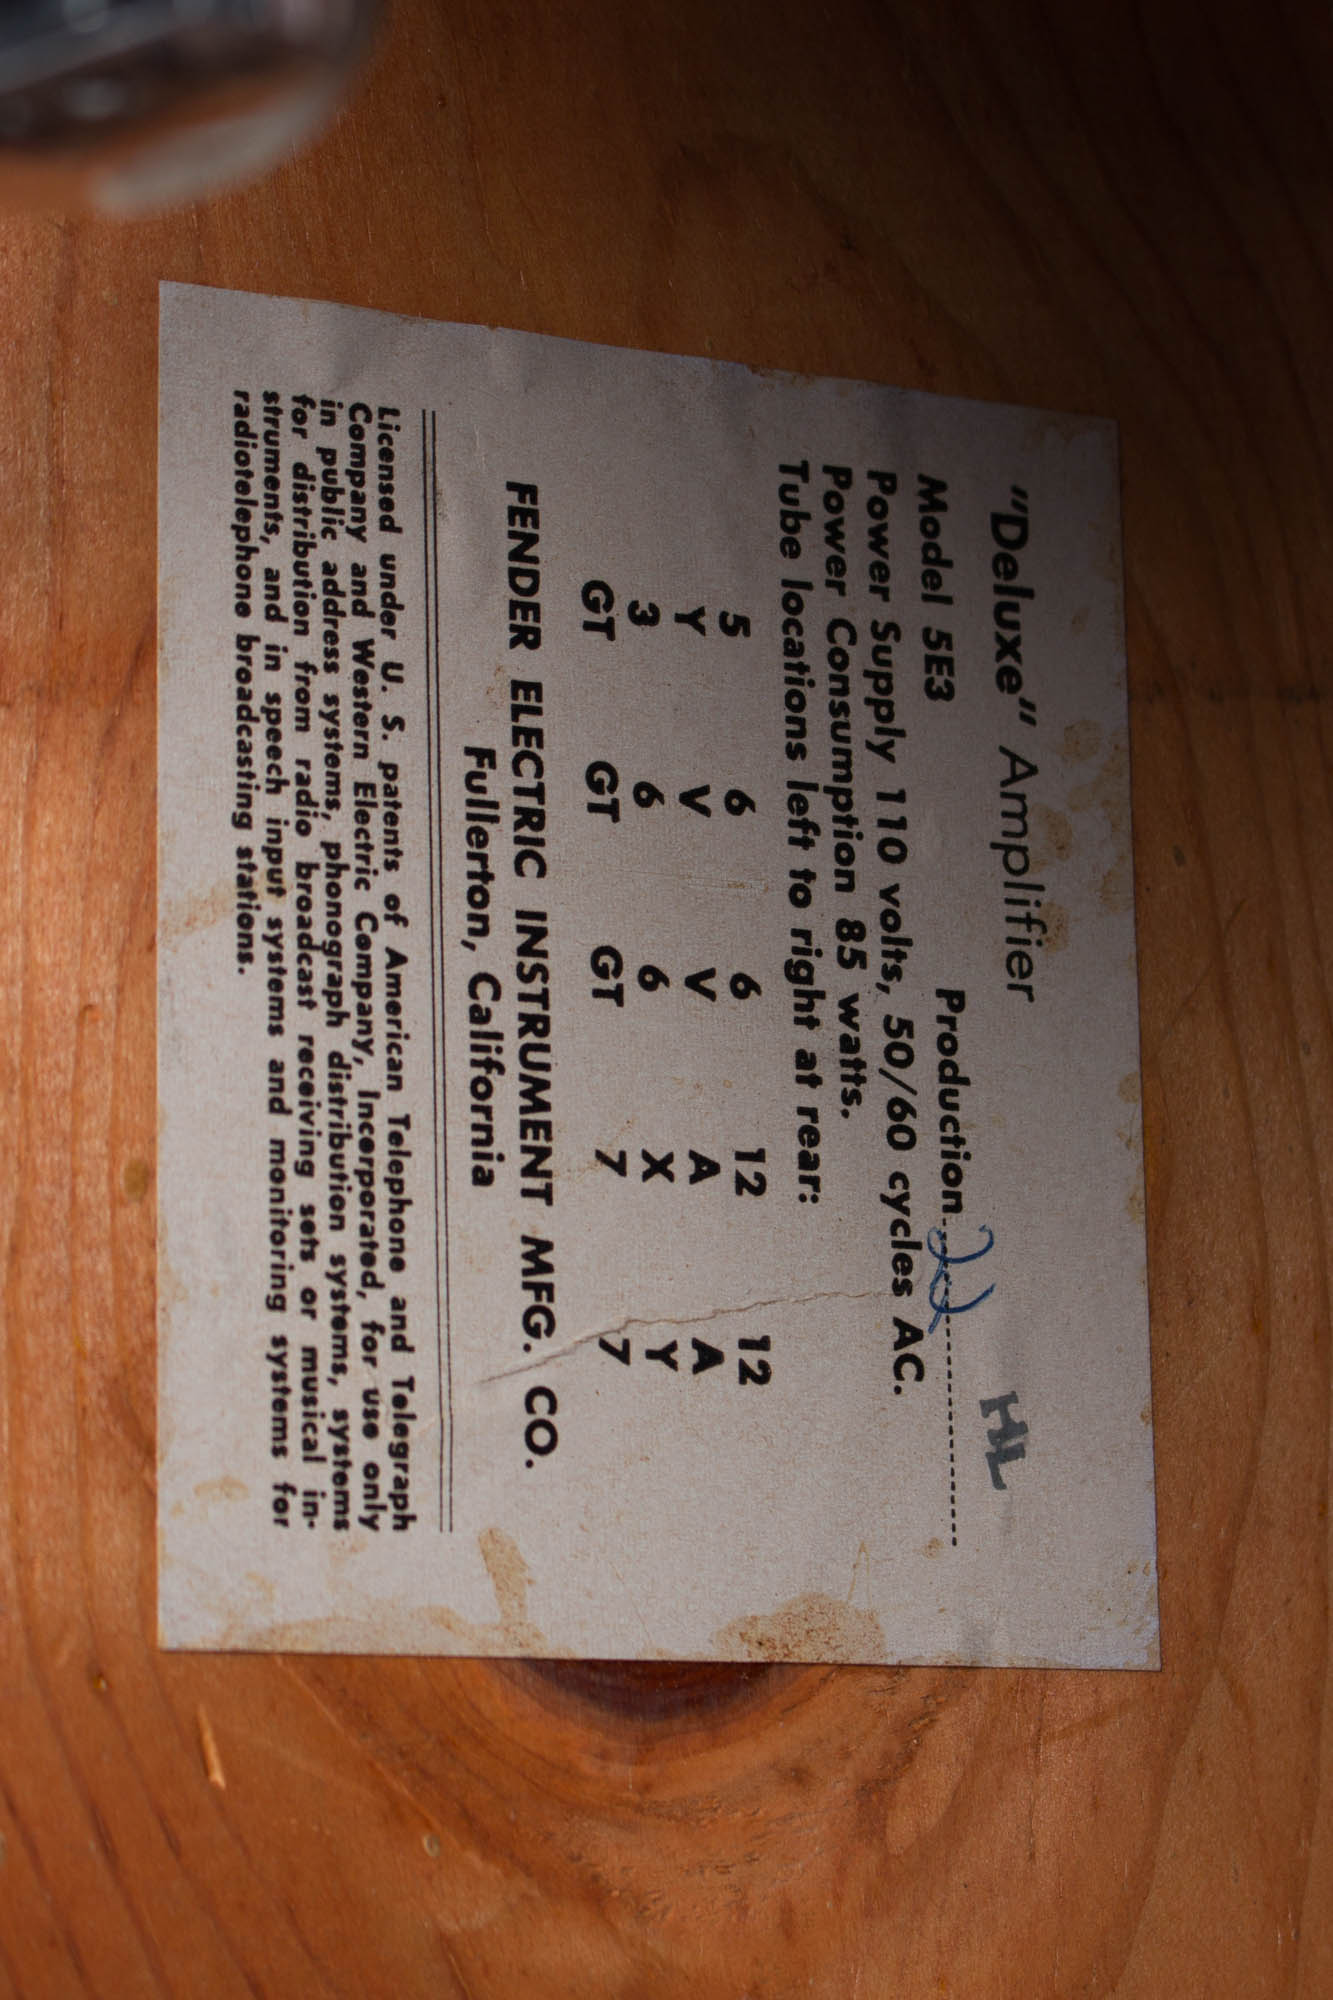 HL
"Deluxe" Amplifier
Model 5E3 Production
Power Supply 110 volts, 50/60 cycles AC.
Power Consumption 85 watts.
Tube locations left to right at rear:
5 6 6 12 12
Y V V A A
3 6 6 X Y
GT GT GT 7 7
FENDER ELECTRIC INSTRUMENT MFG. CO.
Fullerton, California
Licensed under U. S. patents of American Telephone and Telegraph
Company and Western Electric Company, Incorporated, for use only
in public address systems, phonograph distribution systems, systems
for distribution from radio broadcast receiving sets or musical in-
struments, and in speech input systems and monitoring systems for
radiotelephone broadcasting stations.